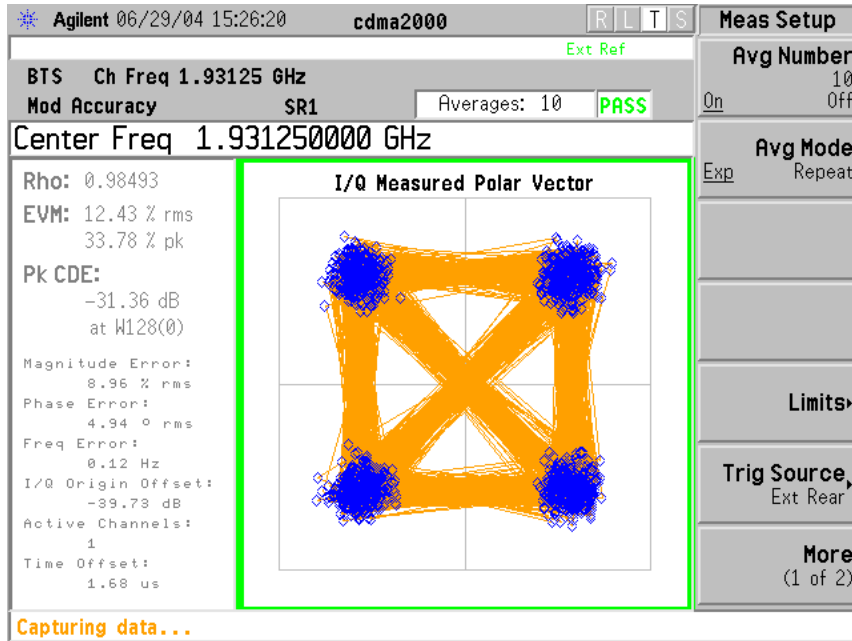 Agilent 06/29/04 15:26:20 cdma2000 R L T S
Ext Ref
BTS Ch Freq 1.93125 GHz
Mod Accuracy SR1 Averages: 10 PASS
Center Freq 1.931250000 GHz
Rho: 0.98493
EVM: 12.43 % rms
33.78 % pk
Pk CDE:
-31.36 dB
at W128(0)
Magnitude Error:
8.96 % rms
Phase Error:
4.94 º rms
Freq Error:
0.12 Hz
I/Q Origin Offset:
-39.73 dB
Active Channels:
1
Time Offset:
1.68 us
I/Q Measured Polar Vector
Capturing data...
Meas Setup
Avg Number
10
On Off
Avg Mode
Exp Repeat
Limits
Trig Source
Ext Rear
More
(1 of 2)